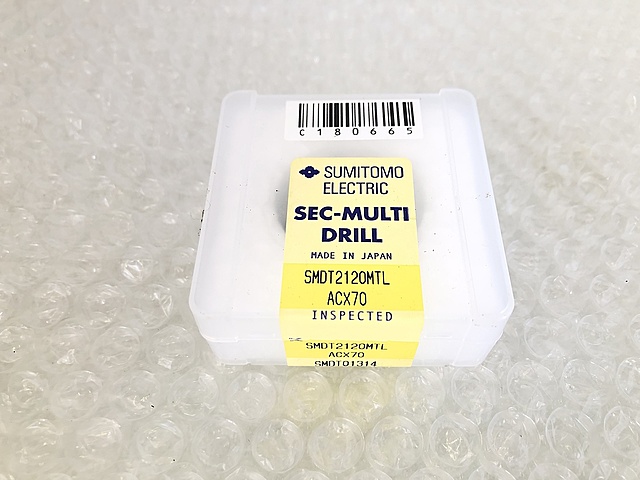 C180665
SUMITOMO
ELECTRIC
SEC-MULTI
DRILL
MADE IN JAPAN
SMDT2120MTL
ACX70
INSPECTED
SMDT2120MTL
ACX70
SMDT01314